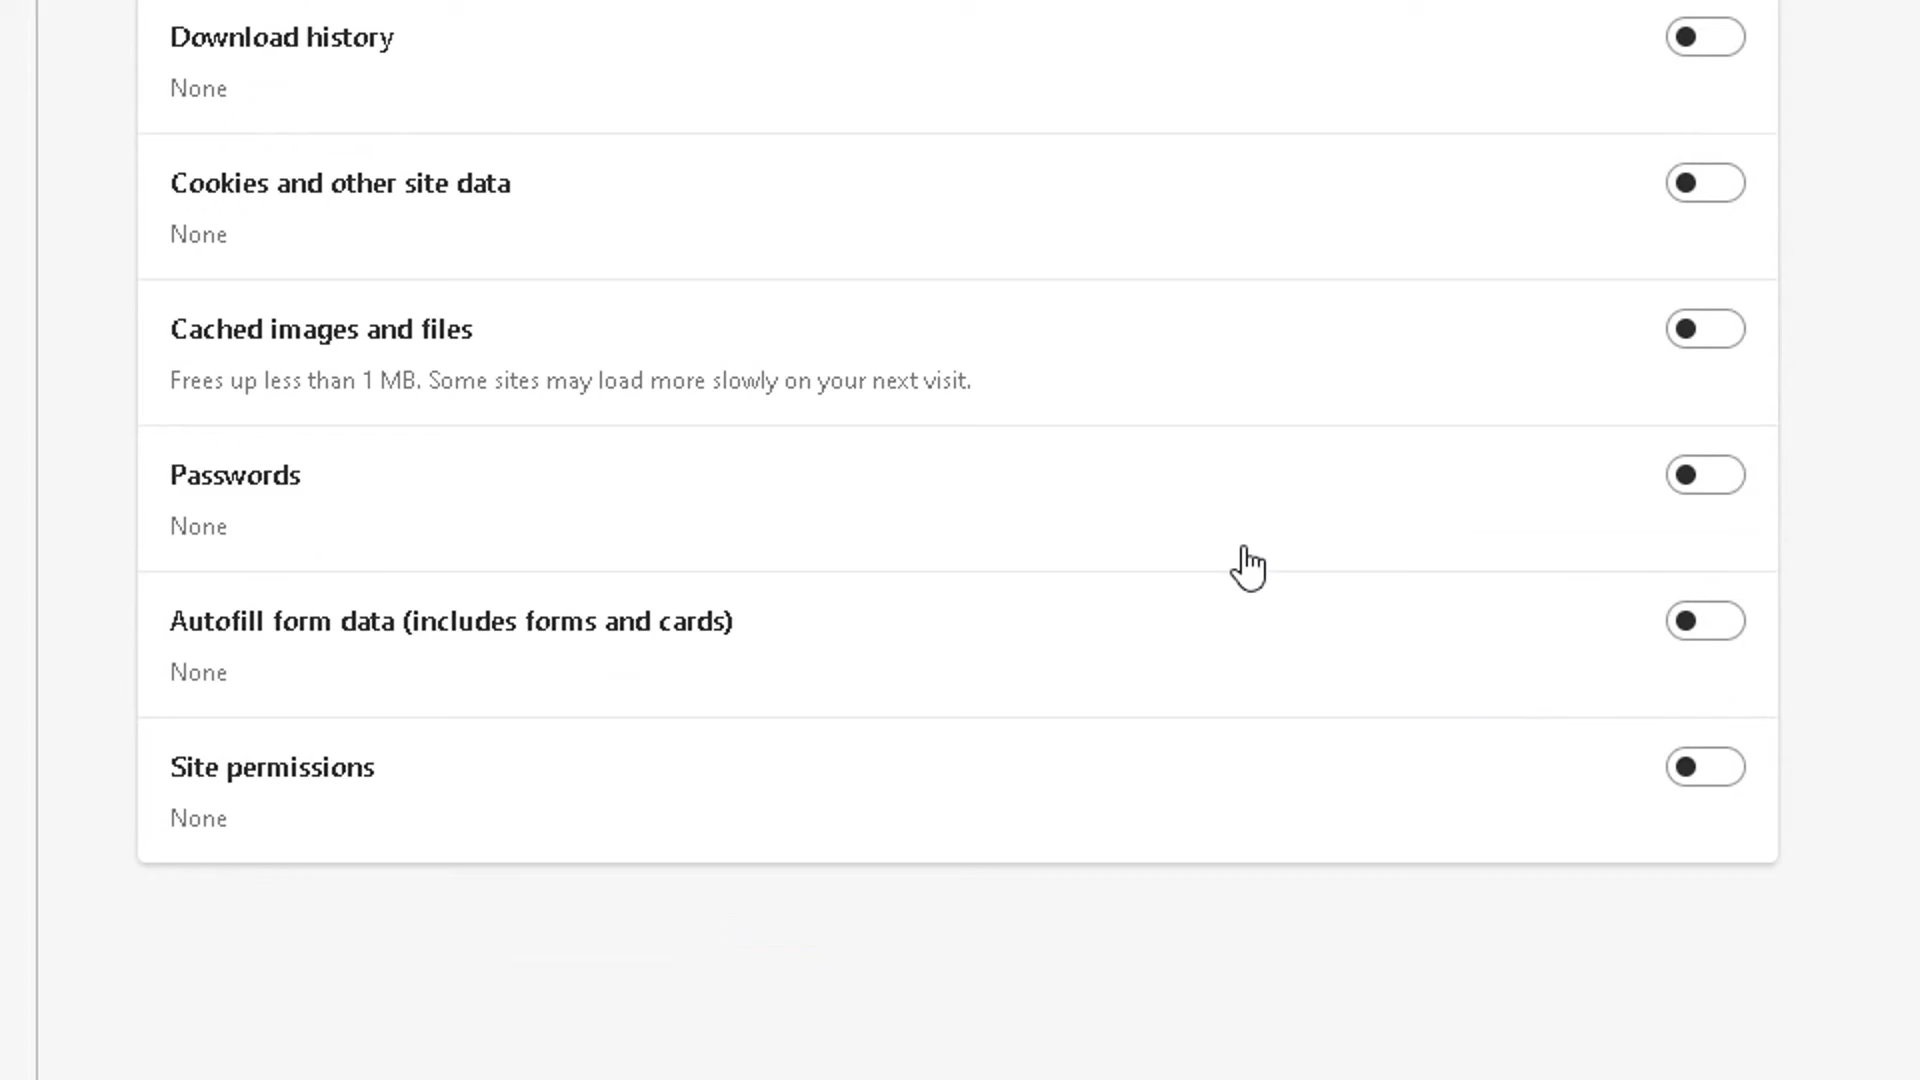 Download history
None
Cookies and other site data
None
Cached images and files
Frees up less than 1 MB. Some sites may load more slowly on your next visit.
Passwords
None
Autofill form data (includes forms and cards)
None
Site permissions
None